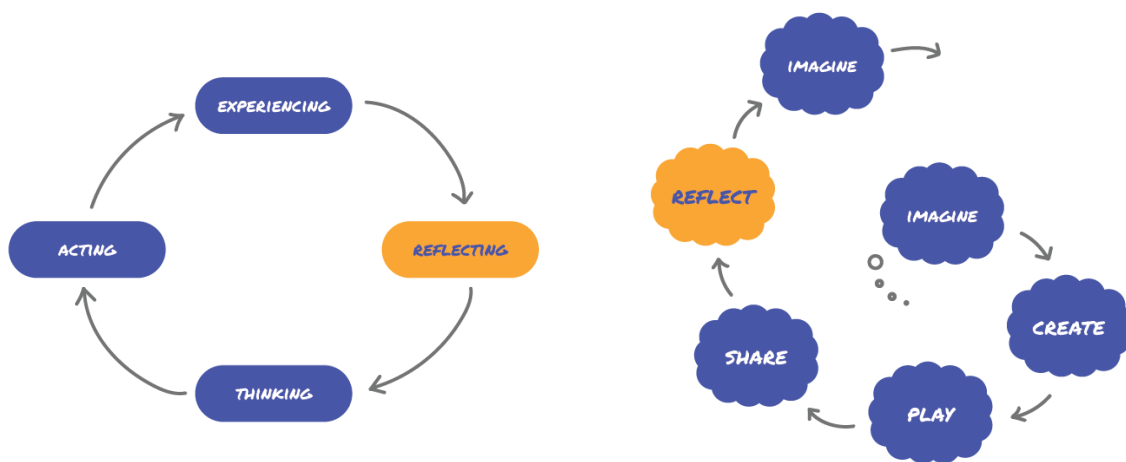 EXPERIENCING
REFLECTING
THINKING
ACTING
IMAGINE
CREATE
PLAY
SHARE
REFLECT
IMAGINE